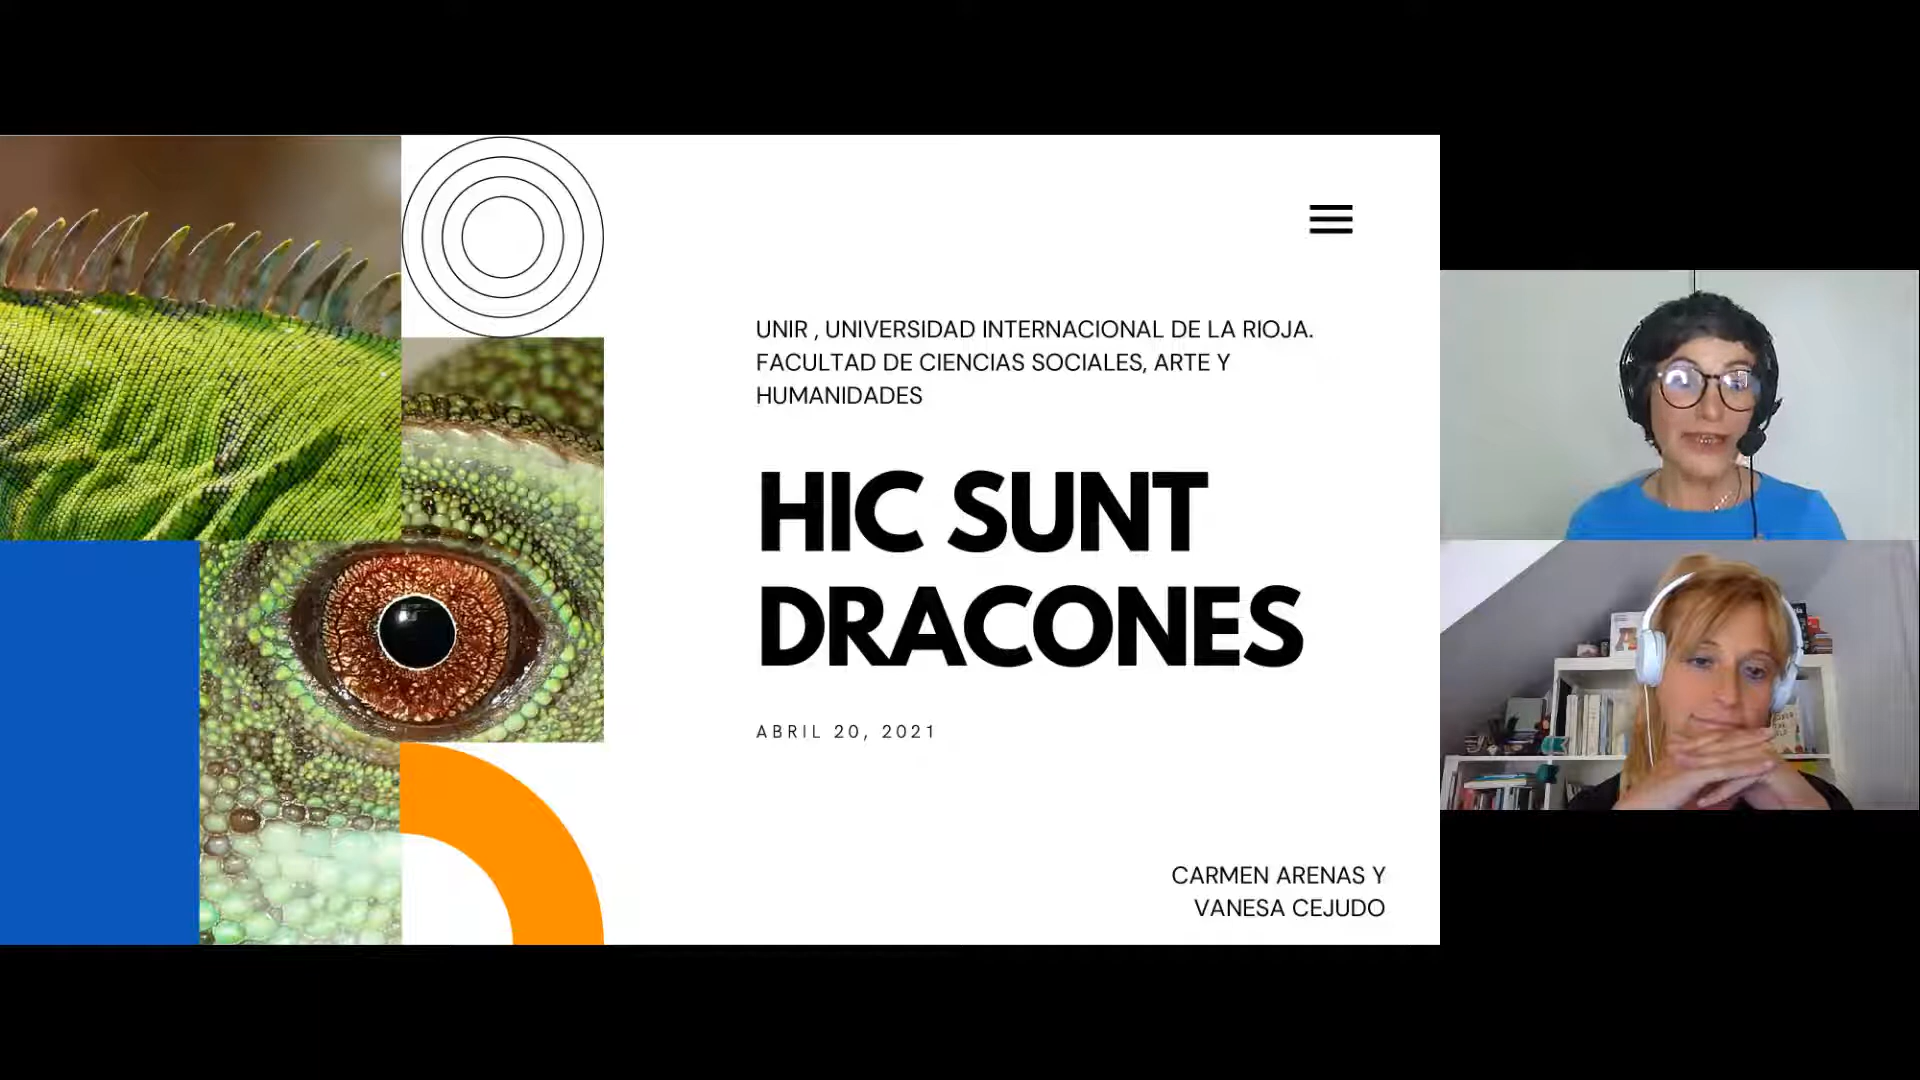 UNIR , UNIVERSIDAD INTERNACIONAL DE LA RIOJA.
FACULTAD DE CIENCIAS SOCIALES, ARTE Y
HUMANIDADES
HIC SUNT
DRACONES
ABRIL 20, 2021
CARMEN ARENAS Y
VANESA CEJUDO